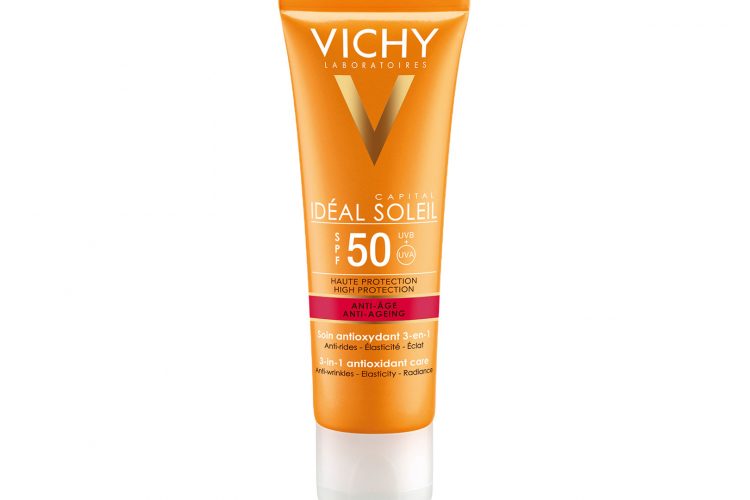 VICHY
LABORATOIRES
V
CAPITAL
IDÉAL SOLEIL
SPF 50 UVB + UVA
HAUTE PROTECTION
HIGH PROTECTION
ANTI-ÂGE
ANTI-AGEING
Soin antioxydant 3-en-1
Anti-rides - Élasticité - Éclat
3-in-1 antioxidant care
Anti-wrinkles - Elasticity - Radiance